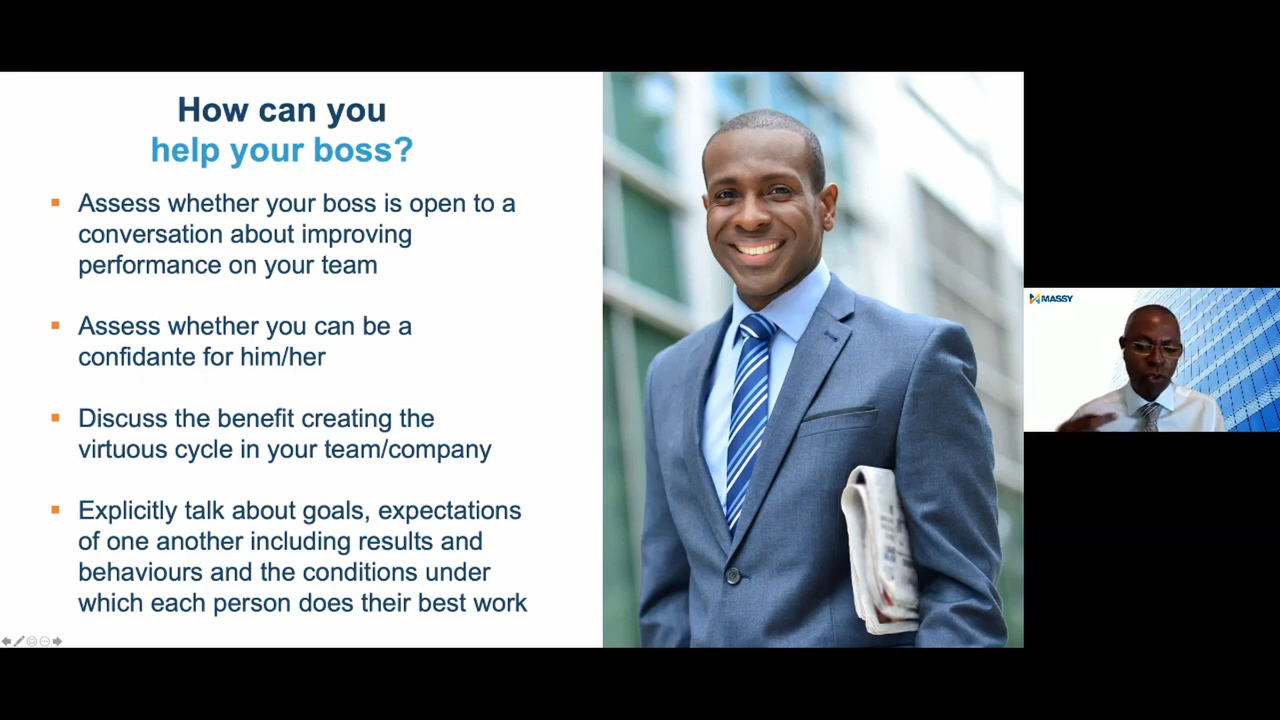 How can you
help your boss?
Assess whether your boss is open to a
conversation about improving
performance on your team
Assess whether you can be a
confidante for him/her
Discuss the benefit creating the
virtuous cycle in your team/company
Explicitly talk about goals, expectations
of one another including results and
behaviours and the conditions under
which each person does their best work
MASSY